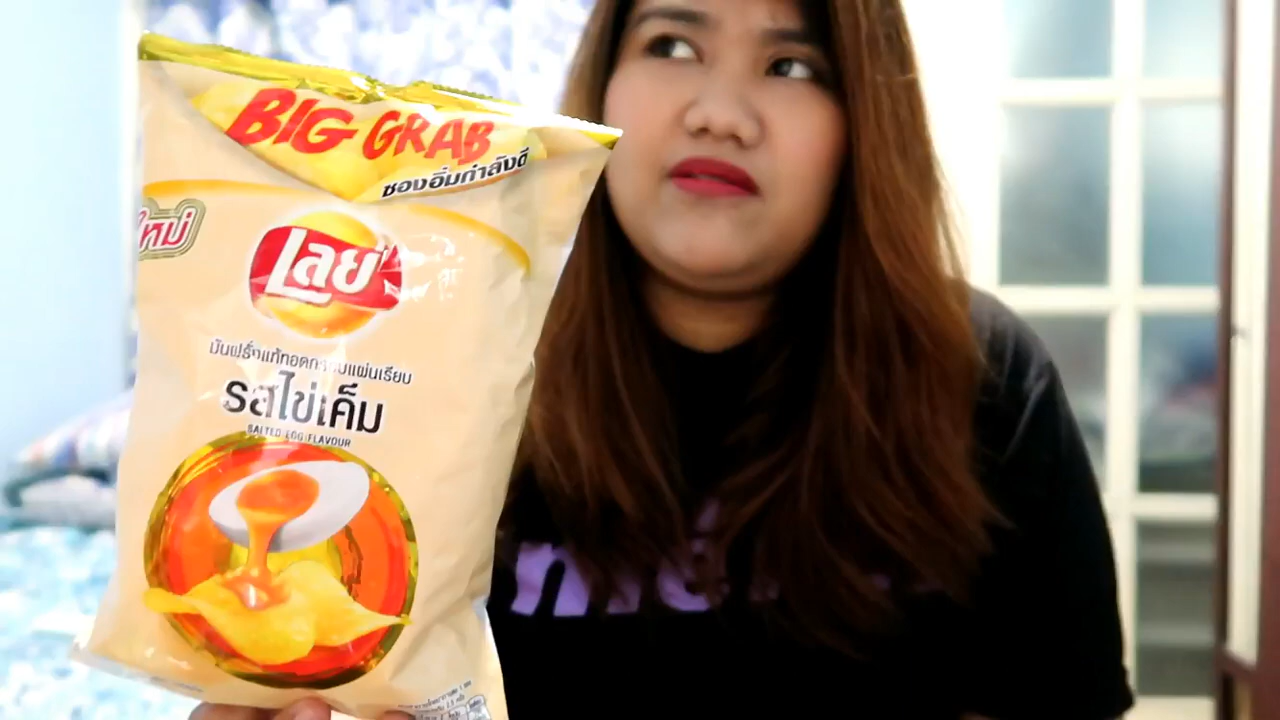 BIG GRAB
ซองอิ่มกำลังดี
ใหม่
เลย์
มันฝรั่งแท้ทอดกรอบแผ่นเรียบ
รสไข่เค็ม
SALTED EGG FLAVOUR